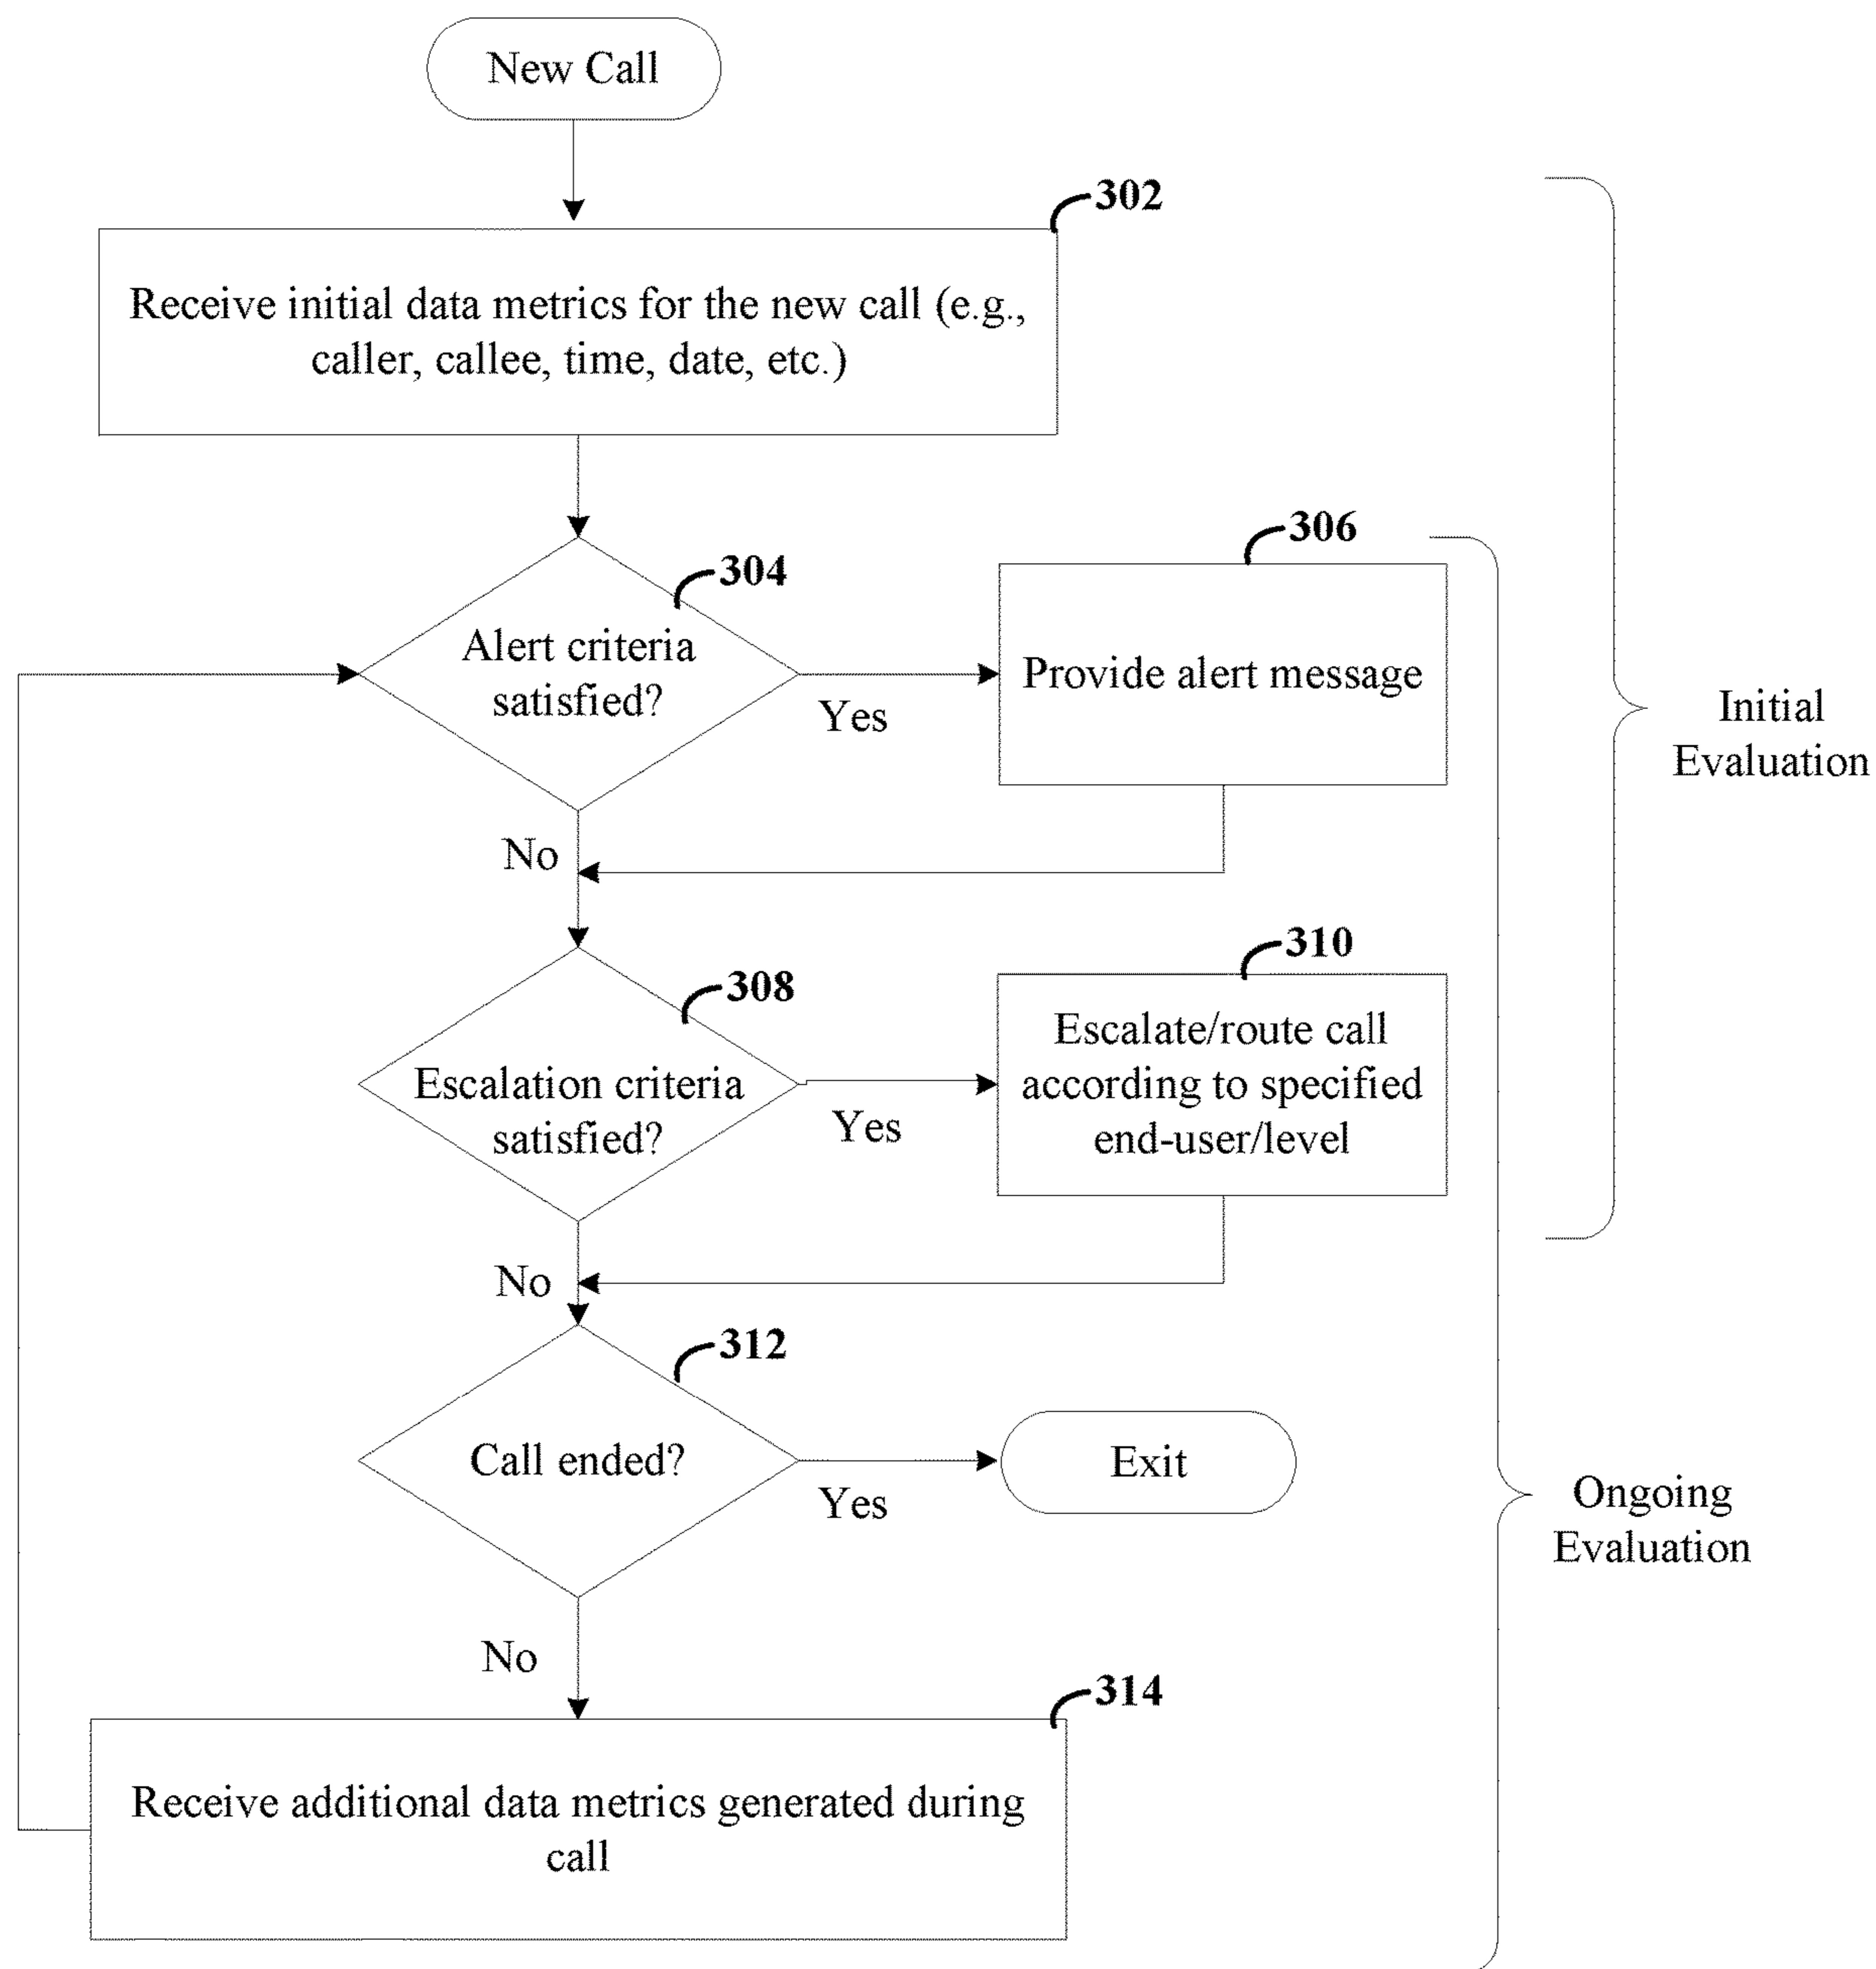 New Call
302
Receive initial data metrics for the new call (e.g.,
caller, callee, time, date, etc.)
304
Alert criteria
satisfied?
Yes
306
Provide alert message
Initial
Evaluation
No
308
Escalation criteria
satisfied?
Yes
310
Escalate/route call
according to specified
end-user/level
No
312
Call ended?
Yes
Exit
Ongoing
Evaluation
No
314
Receive additional data metrics generated during
call